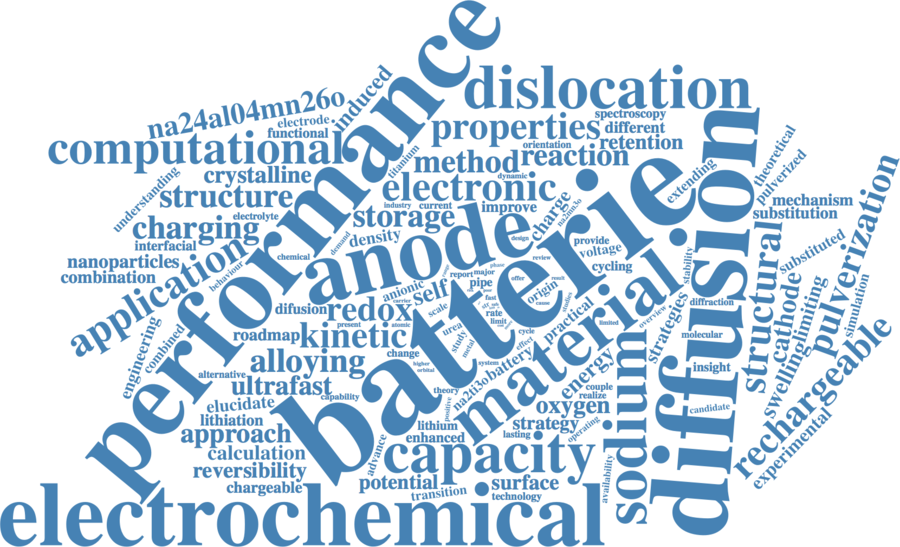 performance
dislocation
na24al04mn26o
electrode
functional
induced
computational
properties
spectroscopy
different
retention
orientation
titanium
method
reaction
dynamic
crystalline
structure
understanding
electronic
extending
theoretical
pulverized
industry
current
improve
charge
na2mn3o
storage
charging
electrolyte
interfacial
density
demand
design
mechanism
substitution
nanoparticles
combination
behaviour
application
chemical
anode
batterie
diffusion
provide
voltage
cycling
review
phase
report
major
offer
result
stability
substituted
pulverization
anionic
self
pipe
origin
cause
studies
carrier
scale
fast
rate
limit
practical
limited
overview
difusion
redox
roadmap
present
atomic
kinetic
urea
study
metal
cycle
effect
change
engineering
combined
alloying
higher
orbital
system
battery
material
strategies
diffraction
molecular
insight
structural
cathode
limiting
swelling
simulation
rechargeable
experimental
alternative
ultrafast
capability
theory
na2ti3o
energy
couple
realize
candidate
elucidate
lithiation
positive
oxygen
sodium
approach
lithium
enhanced
strategy
lasting
operating
calculation
advance
capacity
reversibility
potential
surface
availability
chargeable
transition
technology
electrochemical